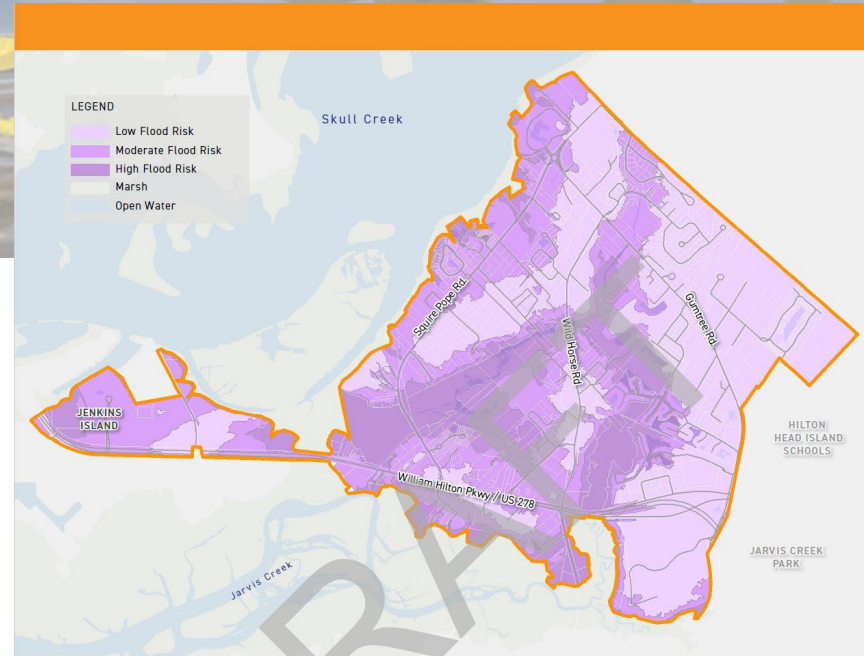 LEGEND
Low Flood Risk
Moderate Flood Risk
High Flood Risk
Marsh
Open Water
Skull Creek
Squire Pope Rd.
Wild Horse Rd
Gumtree Rd.
JENKINS
ISLAND
HILTON
HEAD ISLAND
SCHOOLS
William Hilton Pkwy // US 278
JARVIS CREEK
PARK
Jarvis Creek